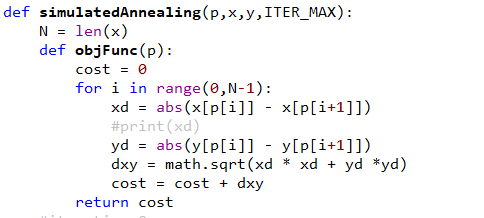 def simulatedAnnealing(p,x,y,ITER_MAX):
    N = len(x)
    def objFunc(p):
        cost = 0
        for i in range(0,N-1):
            xd = abs(x[p[i]] - x[p[i+1]])
            #print(xd)
            yd = abs(y[p[i]] - y[p[i+1]])
            dxy = math.sqrt(xd * xd + yd *yd)
            cost = cost + dxy
        return cost